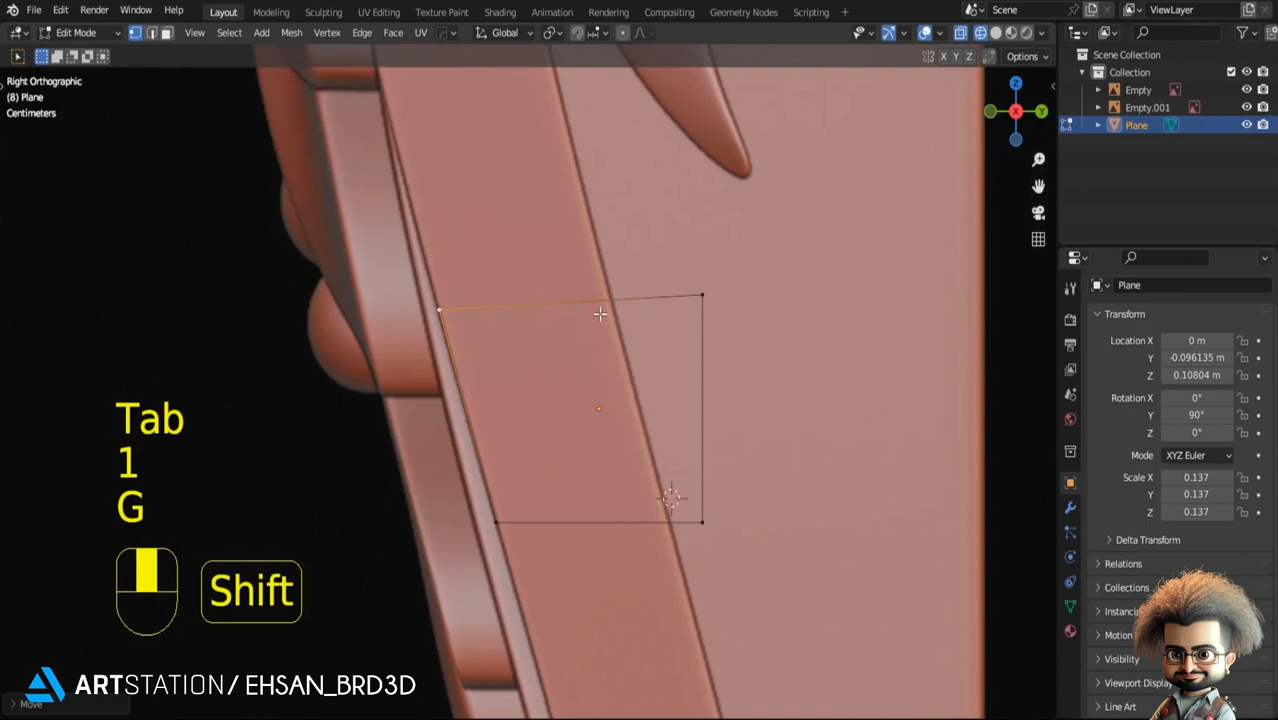 File Edit Render Window Help Layout Modeling Sculpting UV Editing Texture Paint Shading Animation Rendering Compositing Geometry Nodes Scripting + Scene ViewLayer
Edit Mode View Select Add Mesh Vertex Edge Face UV Global
X Y Z Options
Right Orthographic
(8) Plane
Centimeters
Scene Collection
Collection
Empty
Empty.001
Plane
Plane
Transform
Location X 0 m
Y -0.096135 m
Z 0.10804 m
Rotation X 0°
Y 90°
Z 0°
Mode XYZ Euler
Scale X 0.137
Y 0.137
Z 0.137
Delta Transform
Relations
Collections
Instancing
Motion
Visibility
Viewport Display
Line Art
X
Y
Z
Tab
1
G
Shift
ARTSTATION / EHSAN_BRD3D
Move